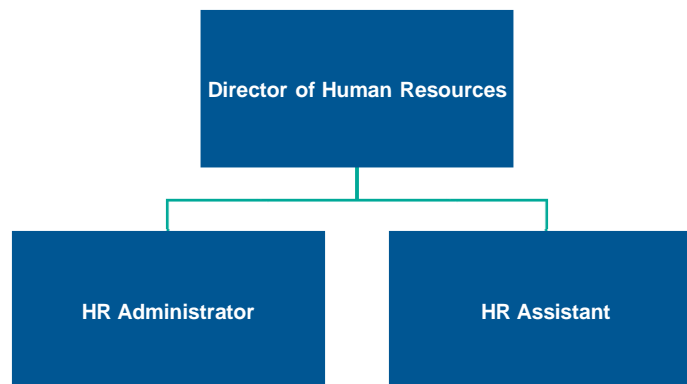 Director of Human Resources
HR Administrator
HR Assistant